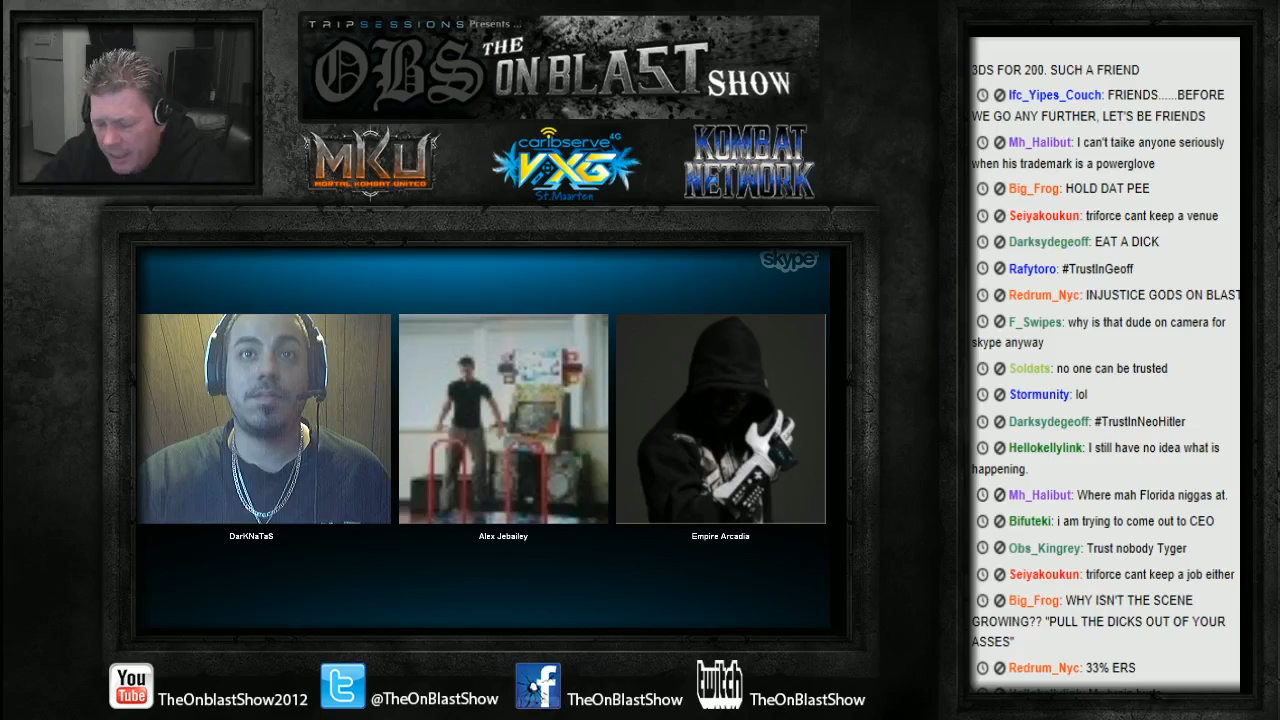 TRIPSESSIONS Presents ...
OBS THE ON BLAST SHOW
MKU
MORTAL KOMBAT UNITED
caribserve 4G
VXG
St.Maarten
KOMBAT
NETWORK
skype
DarKNaTaS
Alex Jebailey
Empire Arcadia
You
Tube
TheOnblastShow2012
t
@TheOnBlastShow
f
TheOnBlastShow
twitch
TheOnBlastShow
3DS FOR 200. SUCH A FRIEND
Ifc_Yipes_Couch: FRIENDS......BEFORE
WE GO ANY FURTHER, LET'S BE FRIENDS
Mh_Halibut: I can't taike anyone seriously
when his trademark is a powerglove
Big_Frog: HOLD DAT PEE
Seiyakoukun: triforce cant keep a venue
Darksydegeoff: EAT A DICK
Rafytoro: #TrustInGeoff
Redrum_Nyc: INJUSTICE GODS ON BLAST
F_Swipes: why is that dude on camera for
skype anyway
Soldats: no one can be trusted
Stormunity: lol
Darksydegeoff: #TrustInNeoHitler
Hellokellylink: I still have no idea what is
happening.
Mh_Halibut: Where mah Florida niggas at.
Bifuteki: i am trying to come out to CEO
Obs_Kingrey: Trust nobody Tyger
Seiyakoukun: triforce cant keep a job either
Big_Frog: WHY ISN'T THE SCENE
GROWING?? "PULL THE DICKS OUT OF YOUR
ASSES"
Redrum_Nyc: 33% ERS